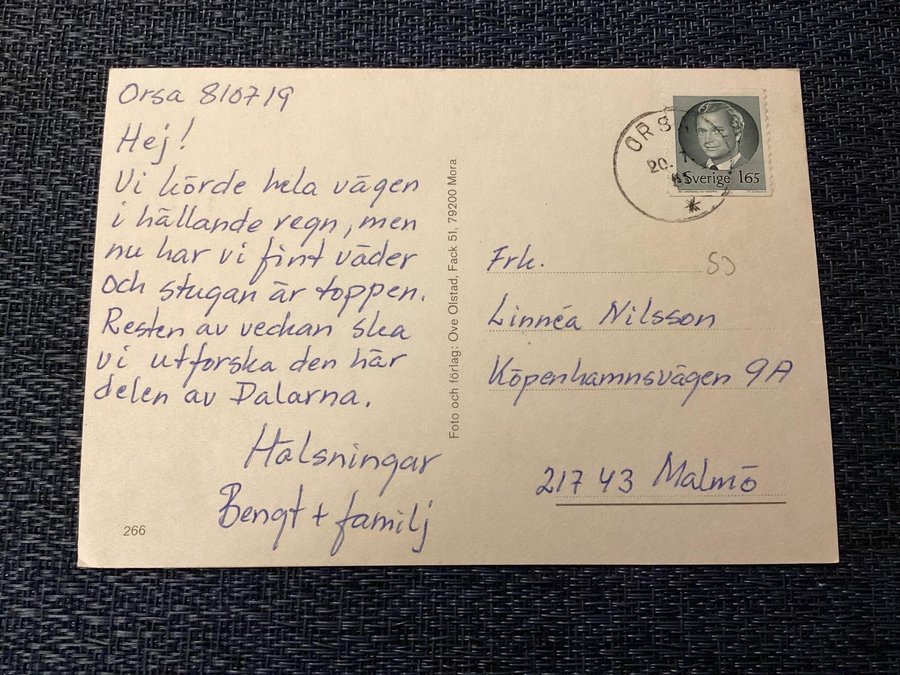 Orsa 810719
Hej!
Vi körde hela vägen
i hällande regn, men
nu har vi fint väder
och stugan är toppen.
Resten av veckan ska
vi utforska den här
delen av Dalarna.
Hälsningar
Bengt + familj
266
Foto och förlag: Ove Olstad, Fack 51, 79200 Mora
ORS
20.
Sverige 165
Frk.
Linnéa Nilsson
Köpenhamnsvägen 9A
217 43 Malmö